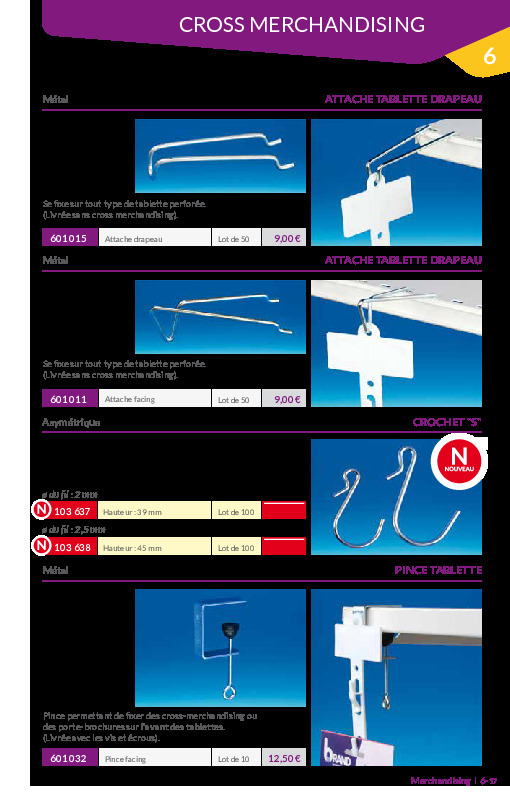 CROSS MERCHANDISING
6
Métal
ATTACHE TABLETTE DRAPEAU
Se fixe sur tout type de tablette perforée.
(Livrée sans cross merchandising).
601015 Attache drapeau Lot de 50 9,00 €
Métal
ATTACHE TABLETTE DRAPEAU
Se fixe sur tout type de tablette perforée.
(Livrée sans cross merchandising).
601011 Attache facing Lot de 50 9,00 €
Asymétrique
CROCHET "S"
N
NOUVEAU
ø du fil : 2 mm
N 103 637 Hauteur : 39 mm Lot de 100
ø du fil : 2,5 mm
N 103 638 Hauteur : 45 mm Lot de 100
Métal
PINCE TABLETTE
Pince permettant de fixer des cross-merchandising ou
des porte-brochures sur l'avant des tablettes.
(Livrée avec les vis et écrous).
bRAND
601032 Pince facing Lot de 10 12,50 €
Merchandising | 6-17